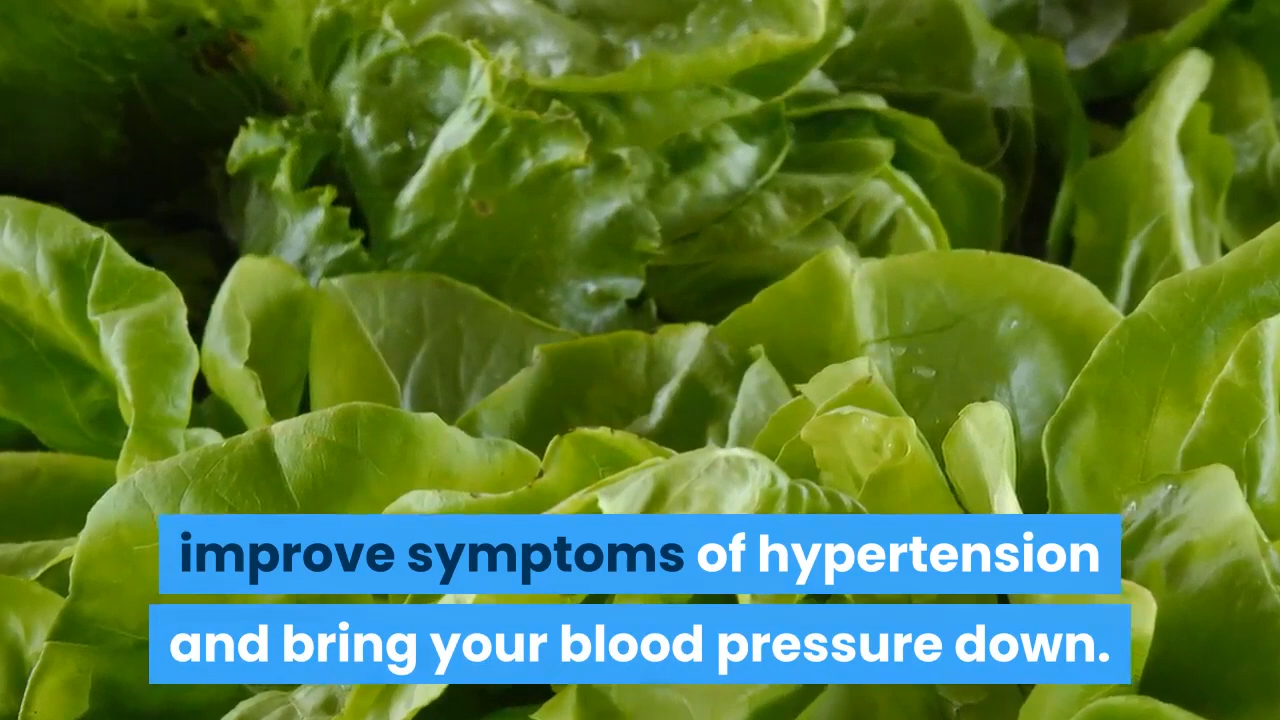 improve symptoms of hypertension
and bring your blood pressure down.